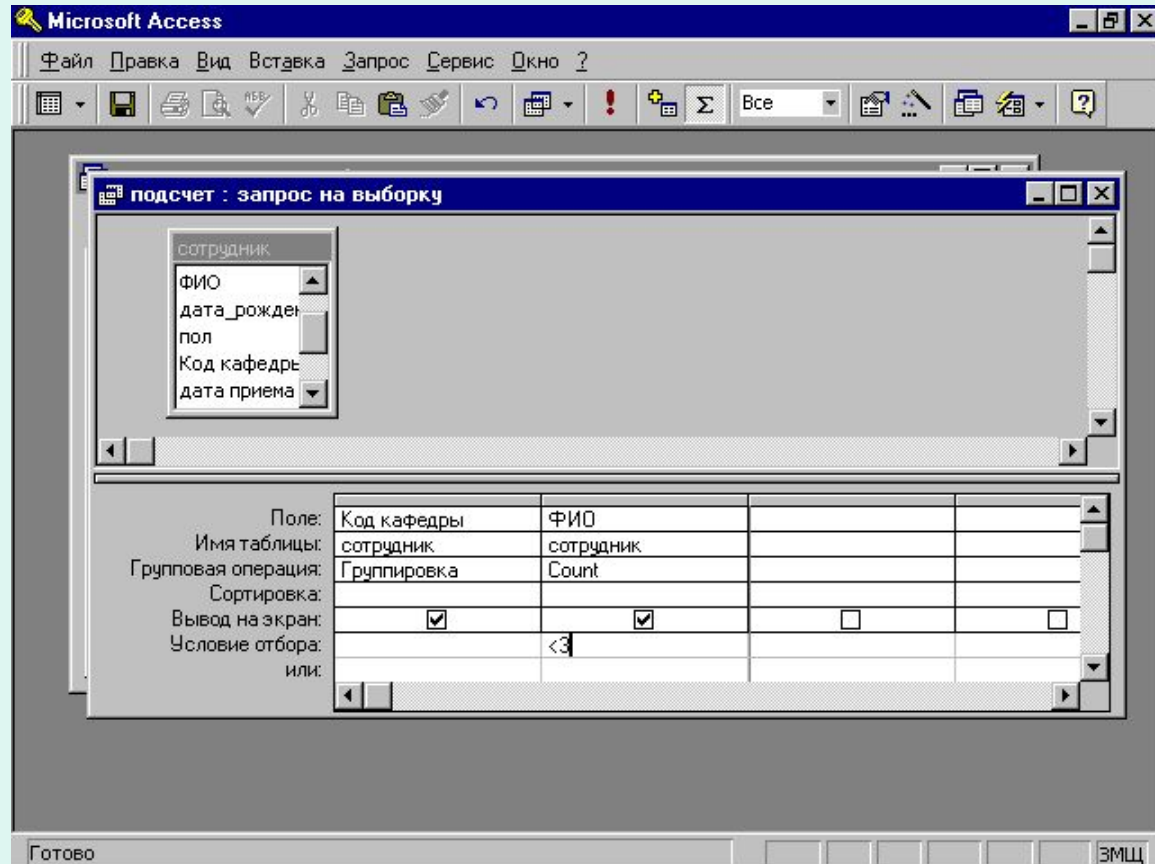 Microsoft Access
Файл Правка Вид Вставка Запрос Сервис Окно ?
Все
подсчет : запрос на выборку
сотрудник
ФИО
дата_рожден
пол
Код кафедры
дата приема
Поле: Код кафедры ФИО
Имя таблицы: сотрудник сотрудник
Групповая операция: Группировка Count
Сортировка:
Вывод на экран:
Условие отбора: <3
или:
Готово ЗМЩ